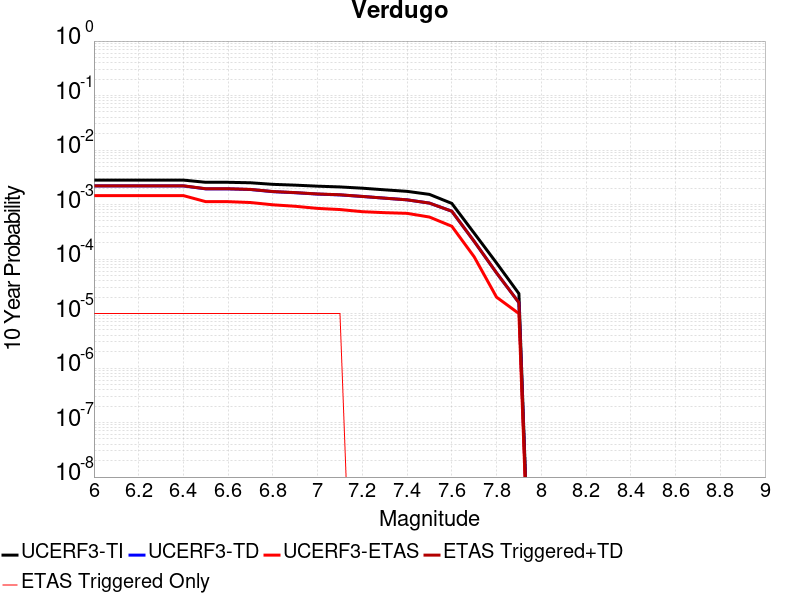 Verdugo
10^0
10^-1
10^-2
10^-3
10^-4
10^-5
10^-6
10^-7
10^-8
10 Year Probability
6 6.2 6.4 6.6 6.8 7 7.2 7.4 7.6 7.8 8 8.2 8.4 8.6 8.8 9
Magnitude
UCERF3-TI UCERF3-TD UCERF3-ETAS ETAS Triggered+TD
ETAS Triggered Only